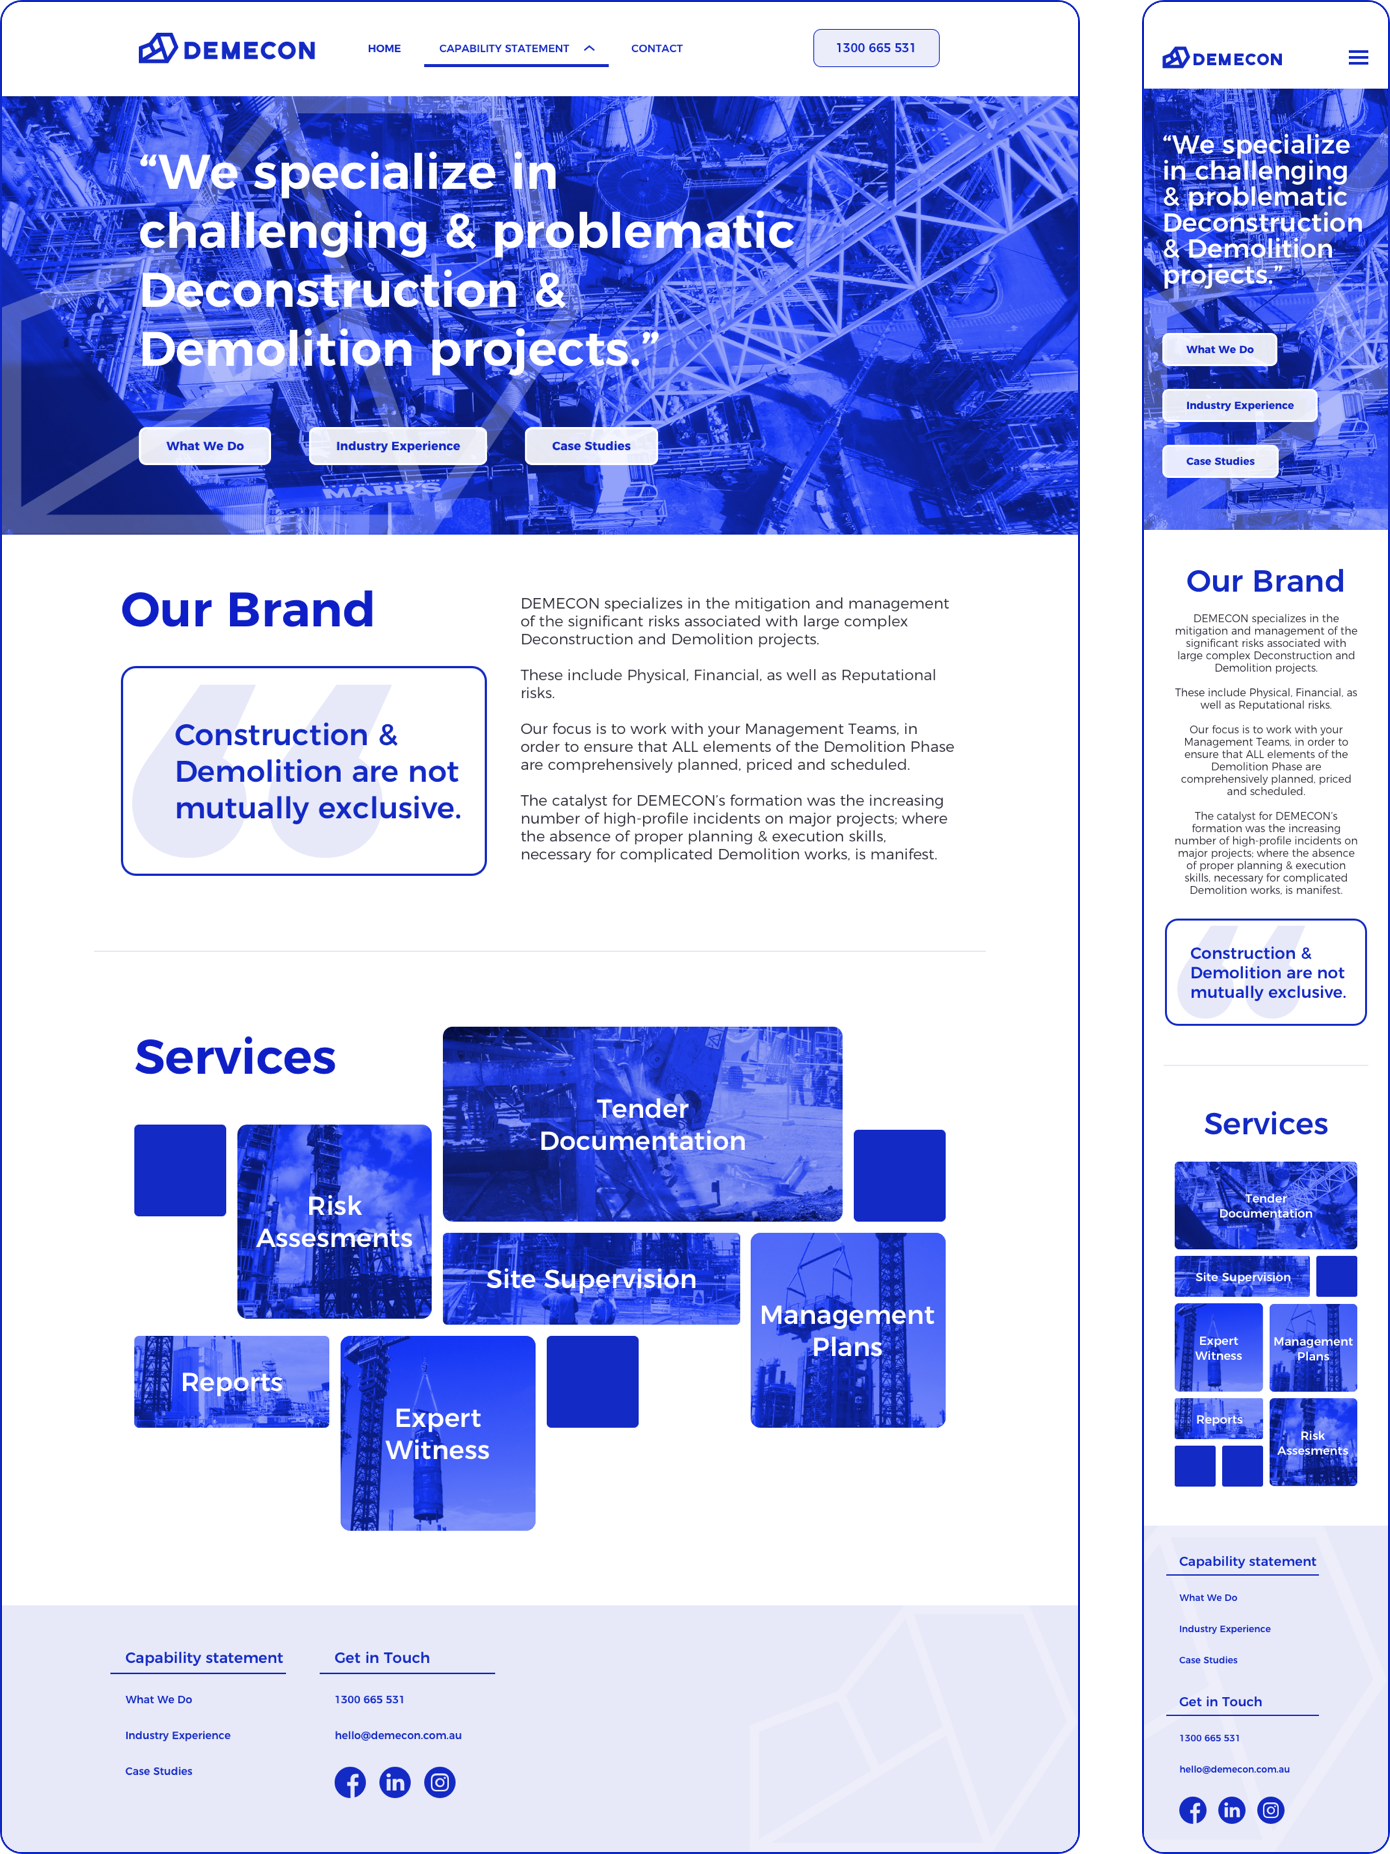 DEMECON
HOME
CAPABILITY STATEMENT
CONTACT
1300 665 531
“We specialize in
challenging & problematic
Deconstruction &
Demolition projects.”
What We Do
Industry Experience
Case Studies
MARR'S
Our Brand
Construction &
Demolition are not
mutually exclusive.
DEMECON specializes in the mitigation and management
of the significant risks associated with large complex
Deconstruction and Demolition projects.
These include Physical, Financial, as well as Reputational
risks.
Our focus is to work with your Management Teams, in
order to ensure that ALL elements of the Demolition Phase
are comprehensively planned, priced and scheduled.
The catalyst for DEMECON’s formation was the increasing
number of high-profile incidents on major projects; where
the absence of proper planning & execution skills,
necessary for complicated Demolition works, is manifest.
Services
Tender
Documentation
Risk
Assesments
Site Supervision
Management
Plans
Reports
Expert
Witness
Capability statement
What We Do
Industry Experience
Case Studies
Get in Touch
1300 665 531
hello@demecon.com.au
DEMECON
“We specialize
in challenging
& problematic
Deconstruction
& Demolition
projects.”
What We Do
Industry Experience
Case Studies
Our Brand
DEMECON specializes in the
mitigation and management of the
significant risks associated with
large complex Deconstruction and
Demolition projects.
These include Physical, Financial, as
well as Reputational risks.
Our focus is to work with your
Management Teams, in order to
ensure that ALL elements of the
Demolition Phase are
comprehensively planned, priced
and scheduled.
The catalyst for DEMECON’s
formation was the increasing
number of high-profile incidents on
major projects; where the absence
of proper planning & execution
skills, necessary for complicated
Demolition works, is manifest.
Construction &
Demolition are not
mutually exclusive.
Services
Tender
Documentation
Site Supervision
Expert
Witness
Management
Plans
Reports
Risk
Assesments
Capability statement
What We Do
Industry Experience
Case Studies
Get in Touch
1300 665 531
hello@demecon.com.au